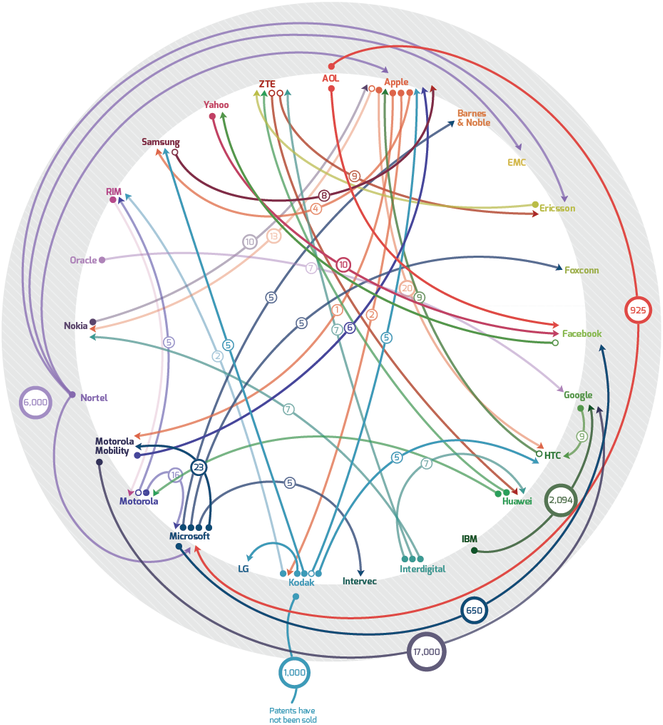 AOL
Apple
ZTE
Yahoo
Barnes
& Noble
Samsung
EMC
9
RIM
8
4
Ericsson
10
13
Oracle
7
10
Foxconn
20
9
5
925
1
2
Nokia
5
7
6
Facebook
5
5
5
2
Nortel
6,000
Google
7
Motorola
Mobility
9
HTC
23
5
7
16
5
Motorola
Huawei
2,094
Microsoft
IBM
LG
Kodak
Intervec
Interdigital
650
17,000
1,000
Patents have
not been sold